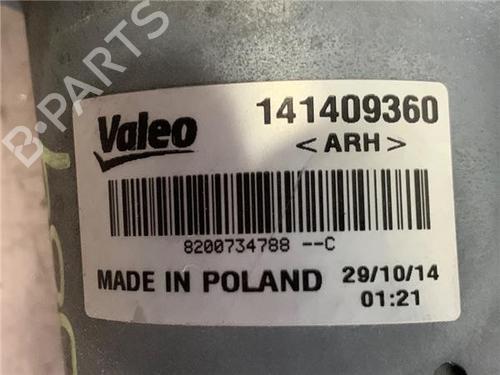 B-PARTS
Valeo
141409360
<ARH>
8200734788 --C
MADE IN POLAND
29/10/14
01:21